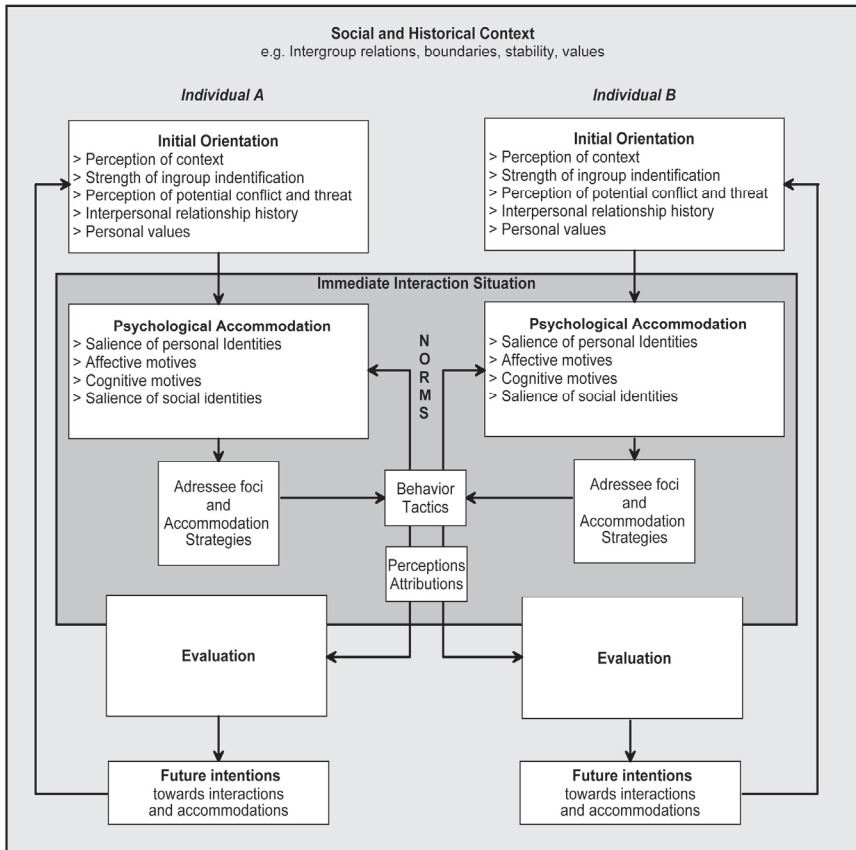 Social and Historical Context
e.g. Intergroup relations, boundaries, stability, values
Individual A
Initial Orientation
> Perception of context
> Strength of ingroup indentification
> Perception of potential conflict and threat
> Interpersonal relationship history
> Personal values
Individual B
Initial Orientation
> Perception of context
> Strength of ingroup indentification
> Perception of potential conflict and threat
> Interpersonal relationship history
> Personal values
Immediate Interaction Situation
Psychological Accommodation
> Salience of personal Identities
> Affective motives
> Cognitive motives
> Salience of social identities
NORMS
Psychological Accommodation
> Salience of personal Identities
> Affective motives
> Cognitive motives
> Salience of social identities
Adressee foci
and
Accommodation
Strategies
Behavior
Tactics
Adressee foci
and
Accommodation
Strategies
Perceptions
Attributions
Evaluation
Evaluation
Future intentions
towards interactions
and accommodations
Future intentions
towards interactions
and accommodations